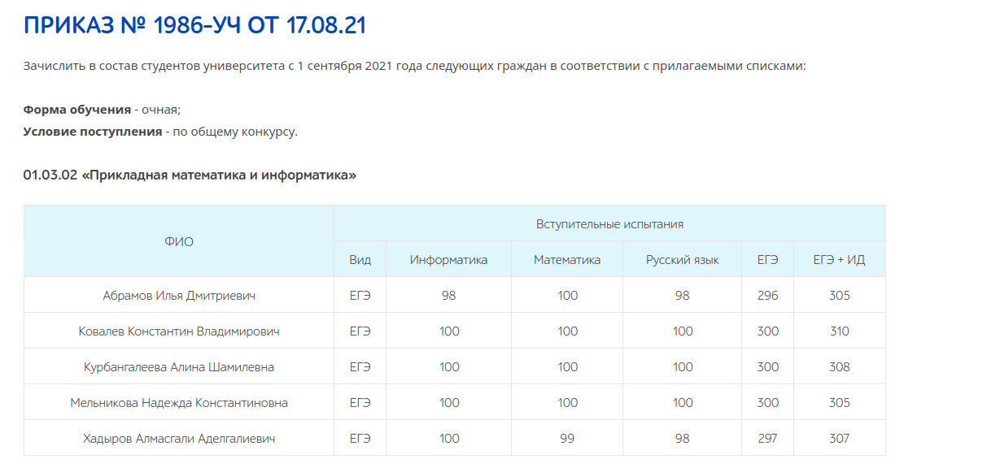 ПРИКАЗ № 1986-УЧ ОТ 17.08.21
Зачислить в состав студентов университета с 1 сентября 2021 года следующих граждан в соответствии с прилагаемыми списками:
Форма обучения - очная;
Условие поступления - по общему конкурсу.
01.03.02 «Прикладная математика и информатика»
ФИО Вступительные испытания
Вид Информатика Математика Русский язык ЕГЭ ЕГЭ + ИД
Абрамов Илья Дмитриевич ЕГЭ 98 100 98 296 305
Ковалев Константин Владимирович ЕГЭ 100 100 100 300 310
Курбангалеева Алина Шамилевна ЕГЭ 100 100 100 300 308
Мельникова Надежда Константиновна ЕГЭ 100 100 100 300 305
Хадыров Алмасгали Аделгалиевич ЕГЭ 100 99 98 297 307